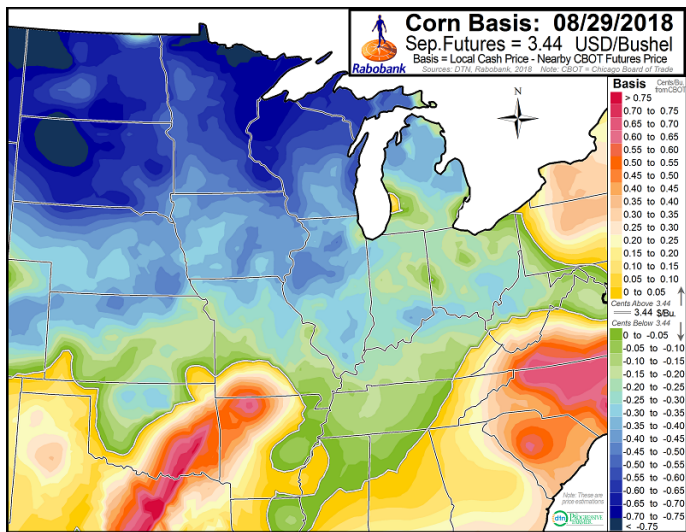 Corn Basis: 08/29/2018
Sep.Futures = 3.44 USD/Bushel
Basis = Local Cash Price - Nearby CBOT Futures Price
Rabobank
Sources: DTN, Rabobank, 2018 Note: CBOT = Chicago Board of Trade
N
Basis Cents/Bu. from CBOT
> 0.75
0.70 to 0.75
0.65 to 0.70
0.60 to 0.65
0.55 to 0.60
0.50 to 0.55
0.45 to 0.50
0.40 to 0.45
0.35 to 0.40
0.30 to 0.35
0.25 to 0.30
0.20 to 0.25
0.15 to 0.20
0.10 to 0.15
0.05 to 0.10
0 to 0.05
Cents Above 3.44
3.44 $/Bu.
Cents Below 3.44
0 to -0.05
-0.05 to -0.10
-0.10 to -0.15
-0.15 to -0.20
-0.20 to -0.25
-0.25 to -0.30
-0.30 to -0.35
-0.35 to -0.40
-0.40 to -0.45
-0.45 to -0.50
-0.50 to -0.55
-0.55 to -0.60
-0.60 to -0.65
-0.65 to -0.70
-0.70 to -0.75
< -0.75
Note: These are
price estimations
dtn PROGRESSIVE
FARMER